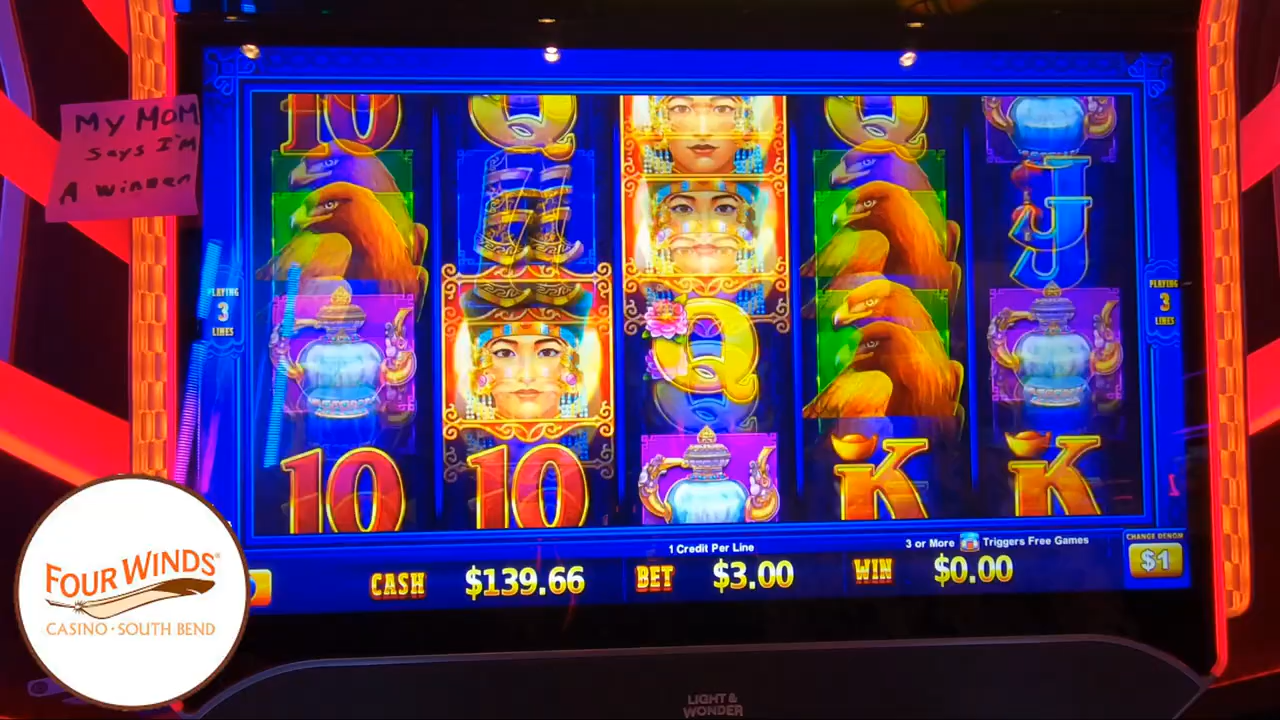 My MOM
Says I'M
A Winner
10
Q
Q
J
J
PLAYING
3
LINES
PLAYING
3
LINES
Q
10
10
K
K
1 Credit Per Line
3 or More Triggers Free Games
CHANGE DENOM
$1
CASH $139.66 BET $3.00 WIN $0.00
FOUR WINDS®
CASINO · SOUTH BEND
LIGHT &
WONDER